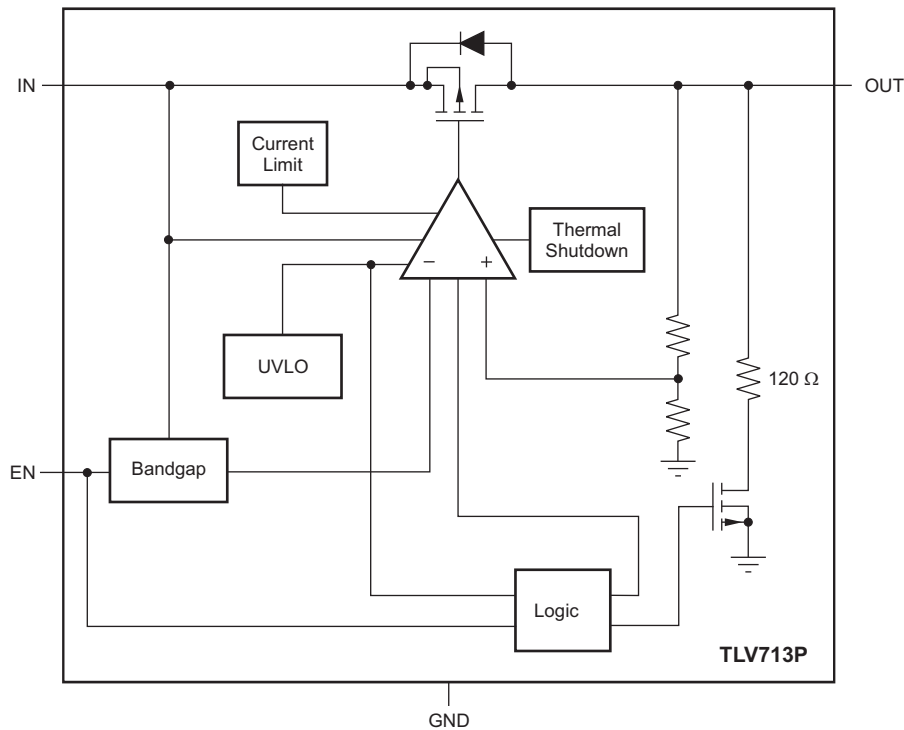 IN
OUT
Current
Limit
Thermal
Shutdown
−
+
UVLO
120 Ω
EN
Bandgap
Logic
TLV713P
GND